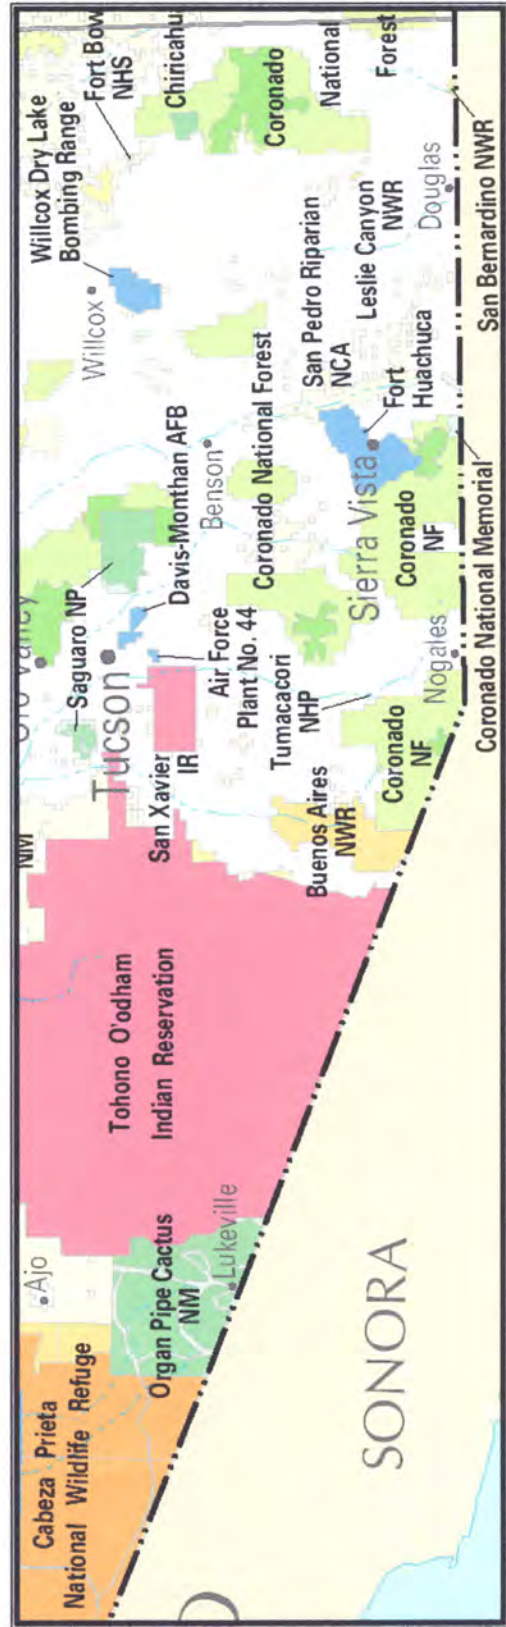 Cabeza Prieta
National Wildlife Refuge
Ajo
Organ Pipe Cactus
NM
Lukeville
SONORA
Tohono O'odham
Indian Reservation
NM
San Xavier
IR
Tucson
Saguaro NP
Valley
Air Force
Plant No. 44
Davis-Monthan AFB
Buenos Aires
NWR
Tumacacori
NHP
Coronado
NF
Nogales
Benson
Coronado National Forest
Sierra Vista
Coronado
NF
Coronado National Memorial
Willcox
Willcox Dry Lake
Bombing Range
San Pedro Riparian
NCA
Fort
Huachuca
Leslie Canyon
NWR
Douglas
San Bernardino NWR
Fort Bow
NHS
Chiricahu
Coronado
National
Forest